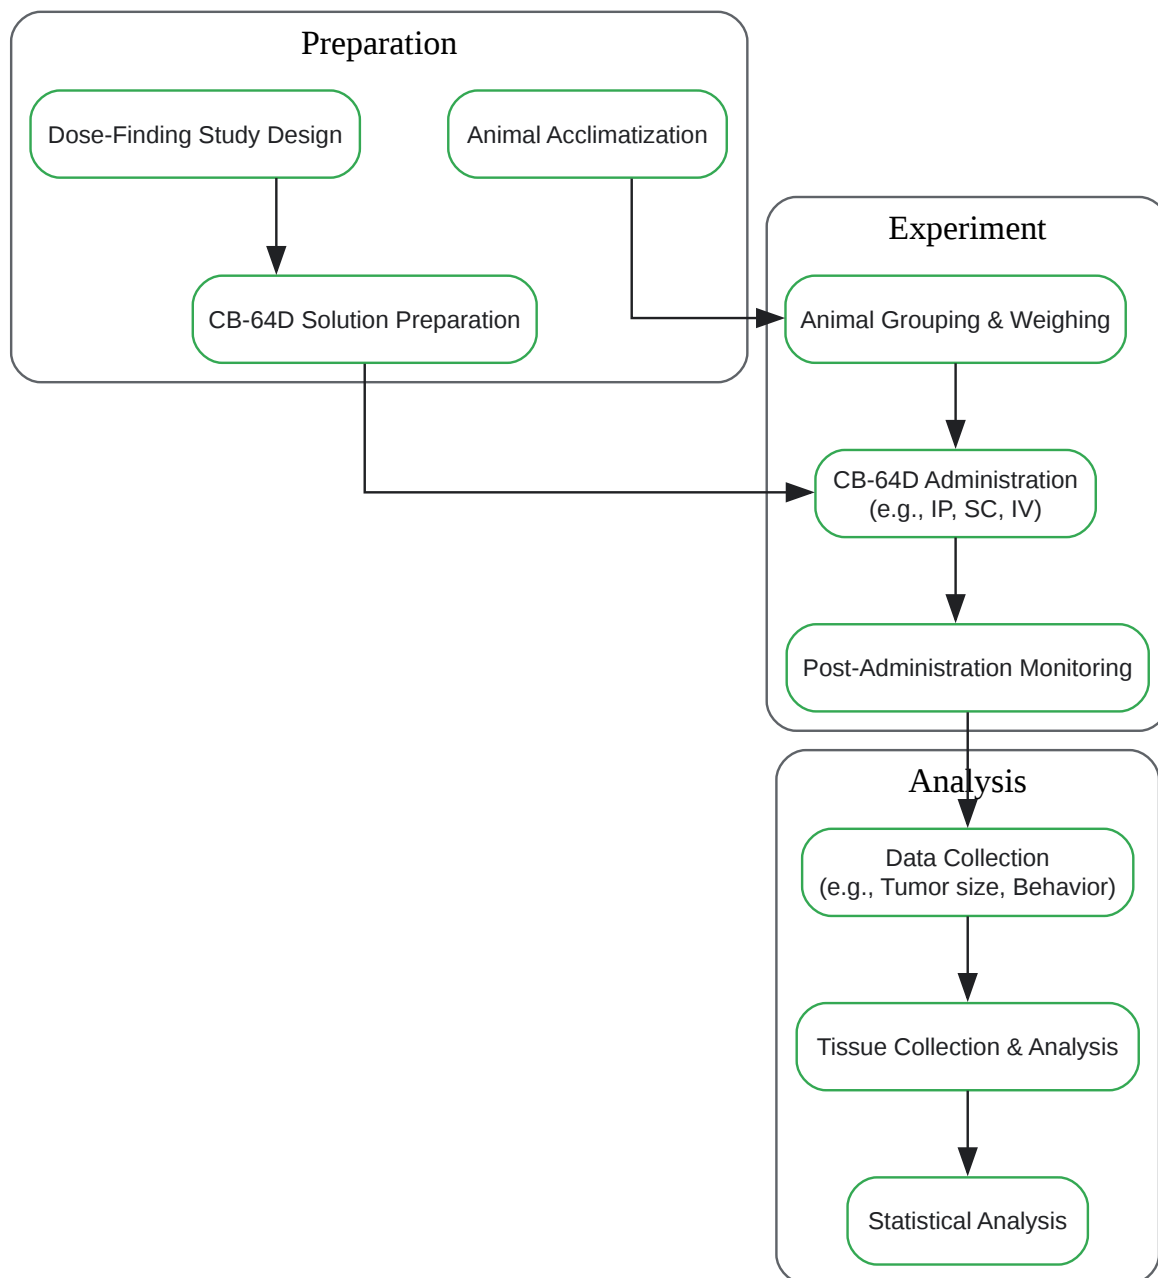 Preparation
Dose-Finding Study Design
Animal Acclimatization
CB-64D Solution Preparation
Experiment
Animal Grouping & Weighing
CB-64D Administration
(e.g., IP, SC, IV)
Post-Administration Monitoring
Analysis
Data Collection
(e.g., Tumor size, Behavior)
Tissue Collection & Analysis
Statistical Analysis